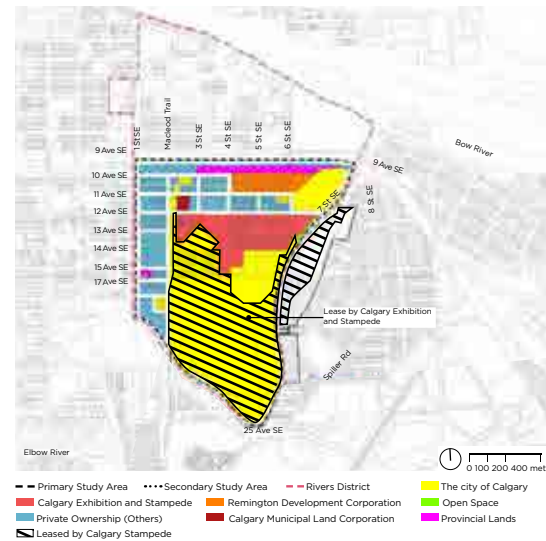 1 St SE
Macleod Trail
3 St SE
4 St SE
5 St SE
6 St SE
9 Ave SE
Bow River
9 Ave SE
10 Ave SE
11 Ave SE
7 St SE
8 St SE
12 Ave SE
13 Ave SE
14 Ave SE
15 Ave SE
17 Ave SE
Lease by Calgary Exhibition
and Stampede
Spiller Rd
25 Ave SE
Elbow River
0 100 200 400 met
Primary Study Area
Secondary Study Area
Rivers District
The city of Calgary
Calgary Exhibition and Stampede
Remington Development Corporation
Open Space
Private Ownership (Others)
Calgary Municipal Land Corporation
Provincial Lands
Leased by Calgary Stampede